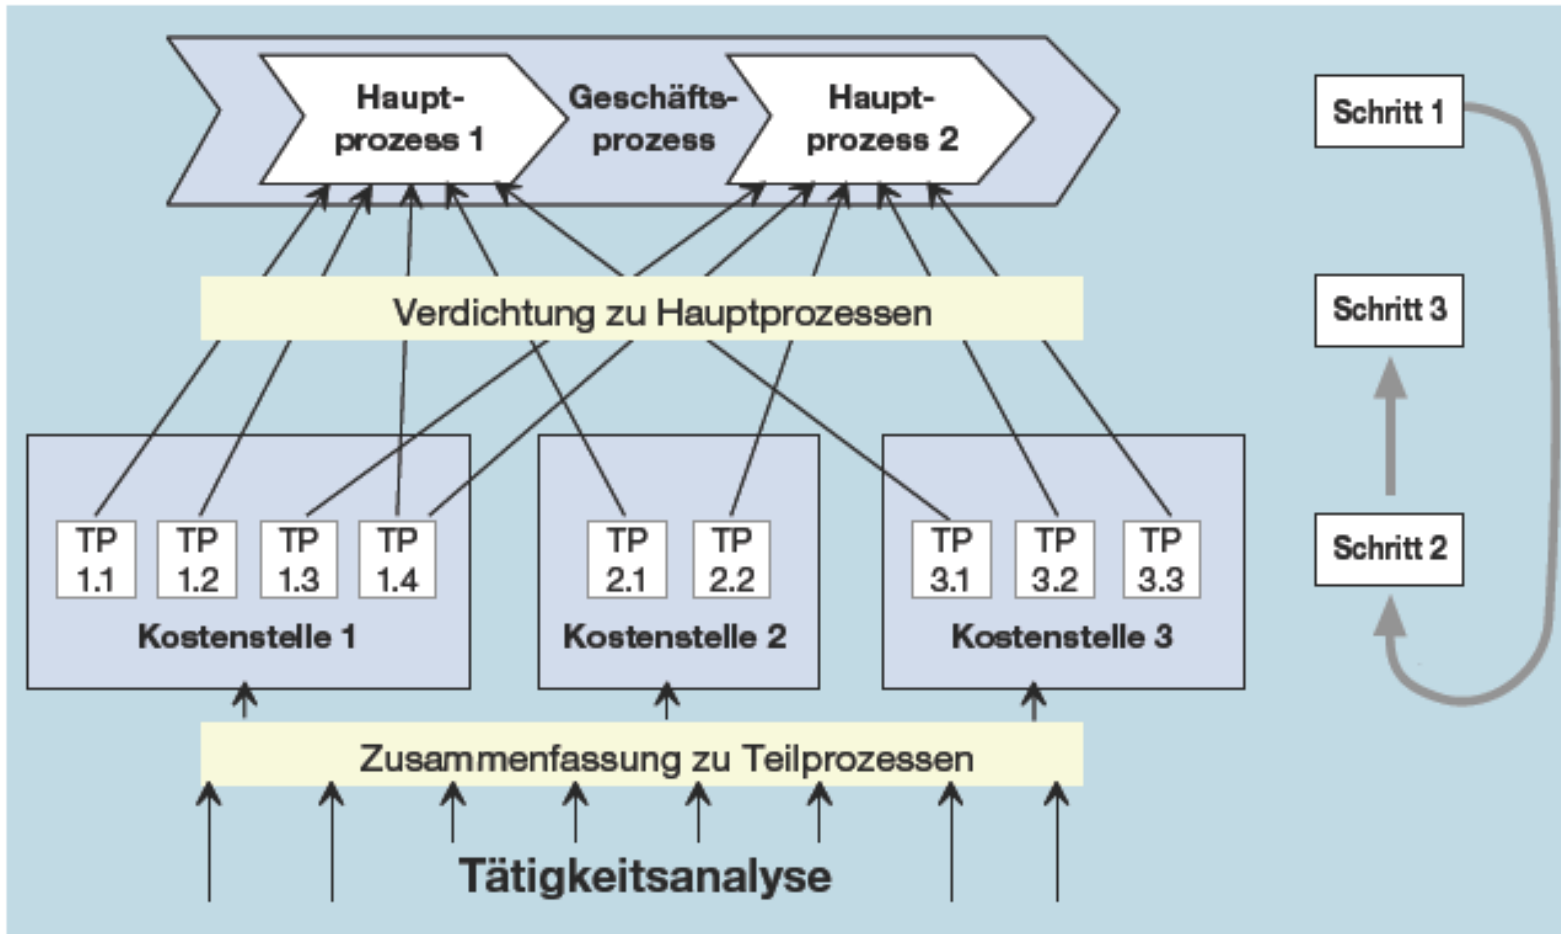 Haupt-
prozess 1
Geschäfts-
prozess
Haupt-
prozess 2
Schritt 1
Verdichtung zu Hauptprozessen
Schritt 3
TP
1.1
TP
1.2
TP
1.3
TP
1.4
Kostenstelle 1
TP
2.1
TP
2.2
Kostenstelle 2
TP
3.1
TP
3.2
TP
3.3
Kostenstelle 3
Schritt 2
Zusammenfassung zu Teilprozessen
Tätigkeitsanalyse